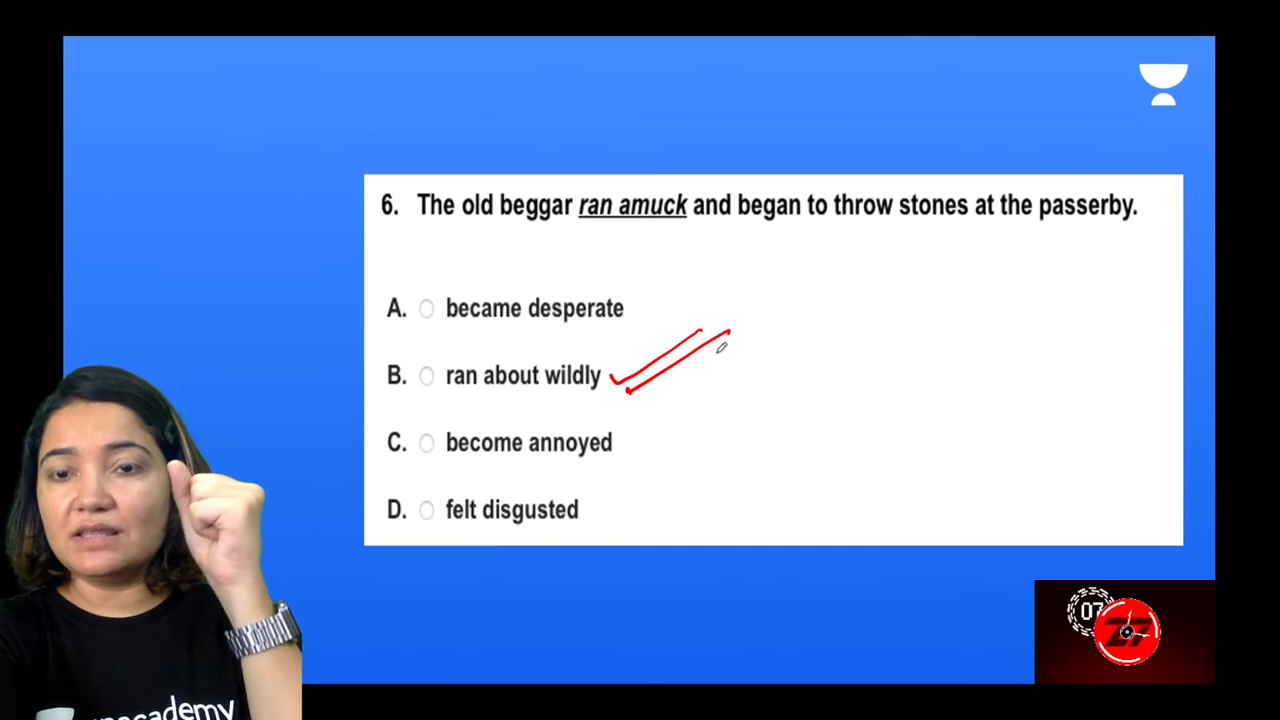 6. The old beggar ran amuck and began to throw stones at the passerby.
A. became desperate
B. ran about wildly
C. become annoyed
D. felt disgusted
07
27